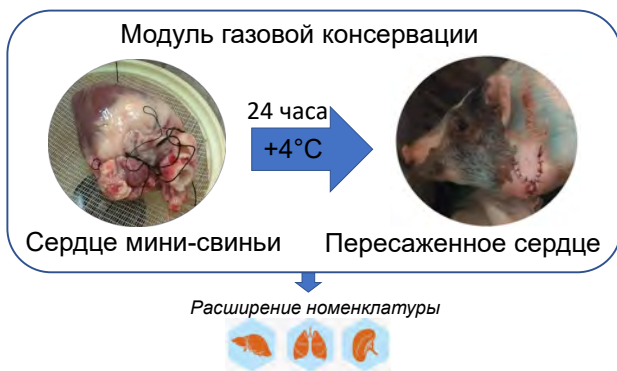 Модуль газовой консервации
24 часа
+4°C
Сердце мини-свиньи
Пересаженное сердце
Расширение номенклатуры